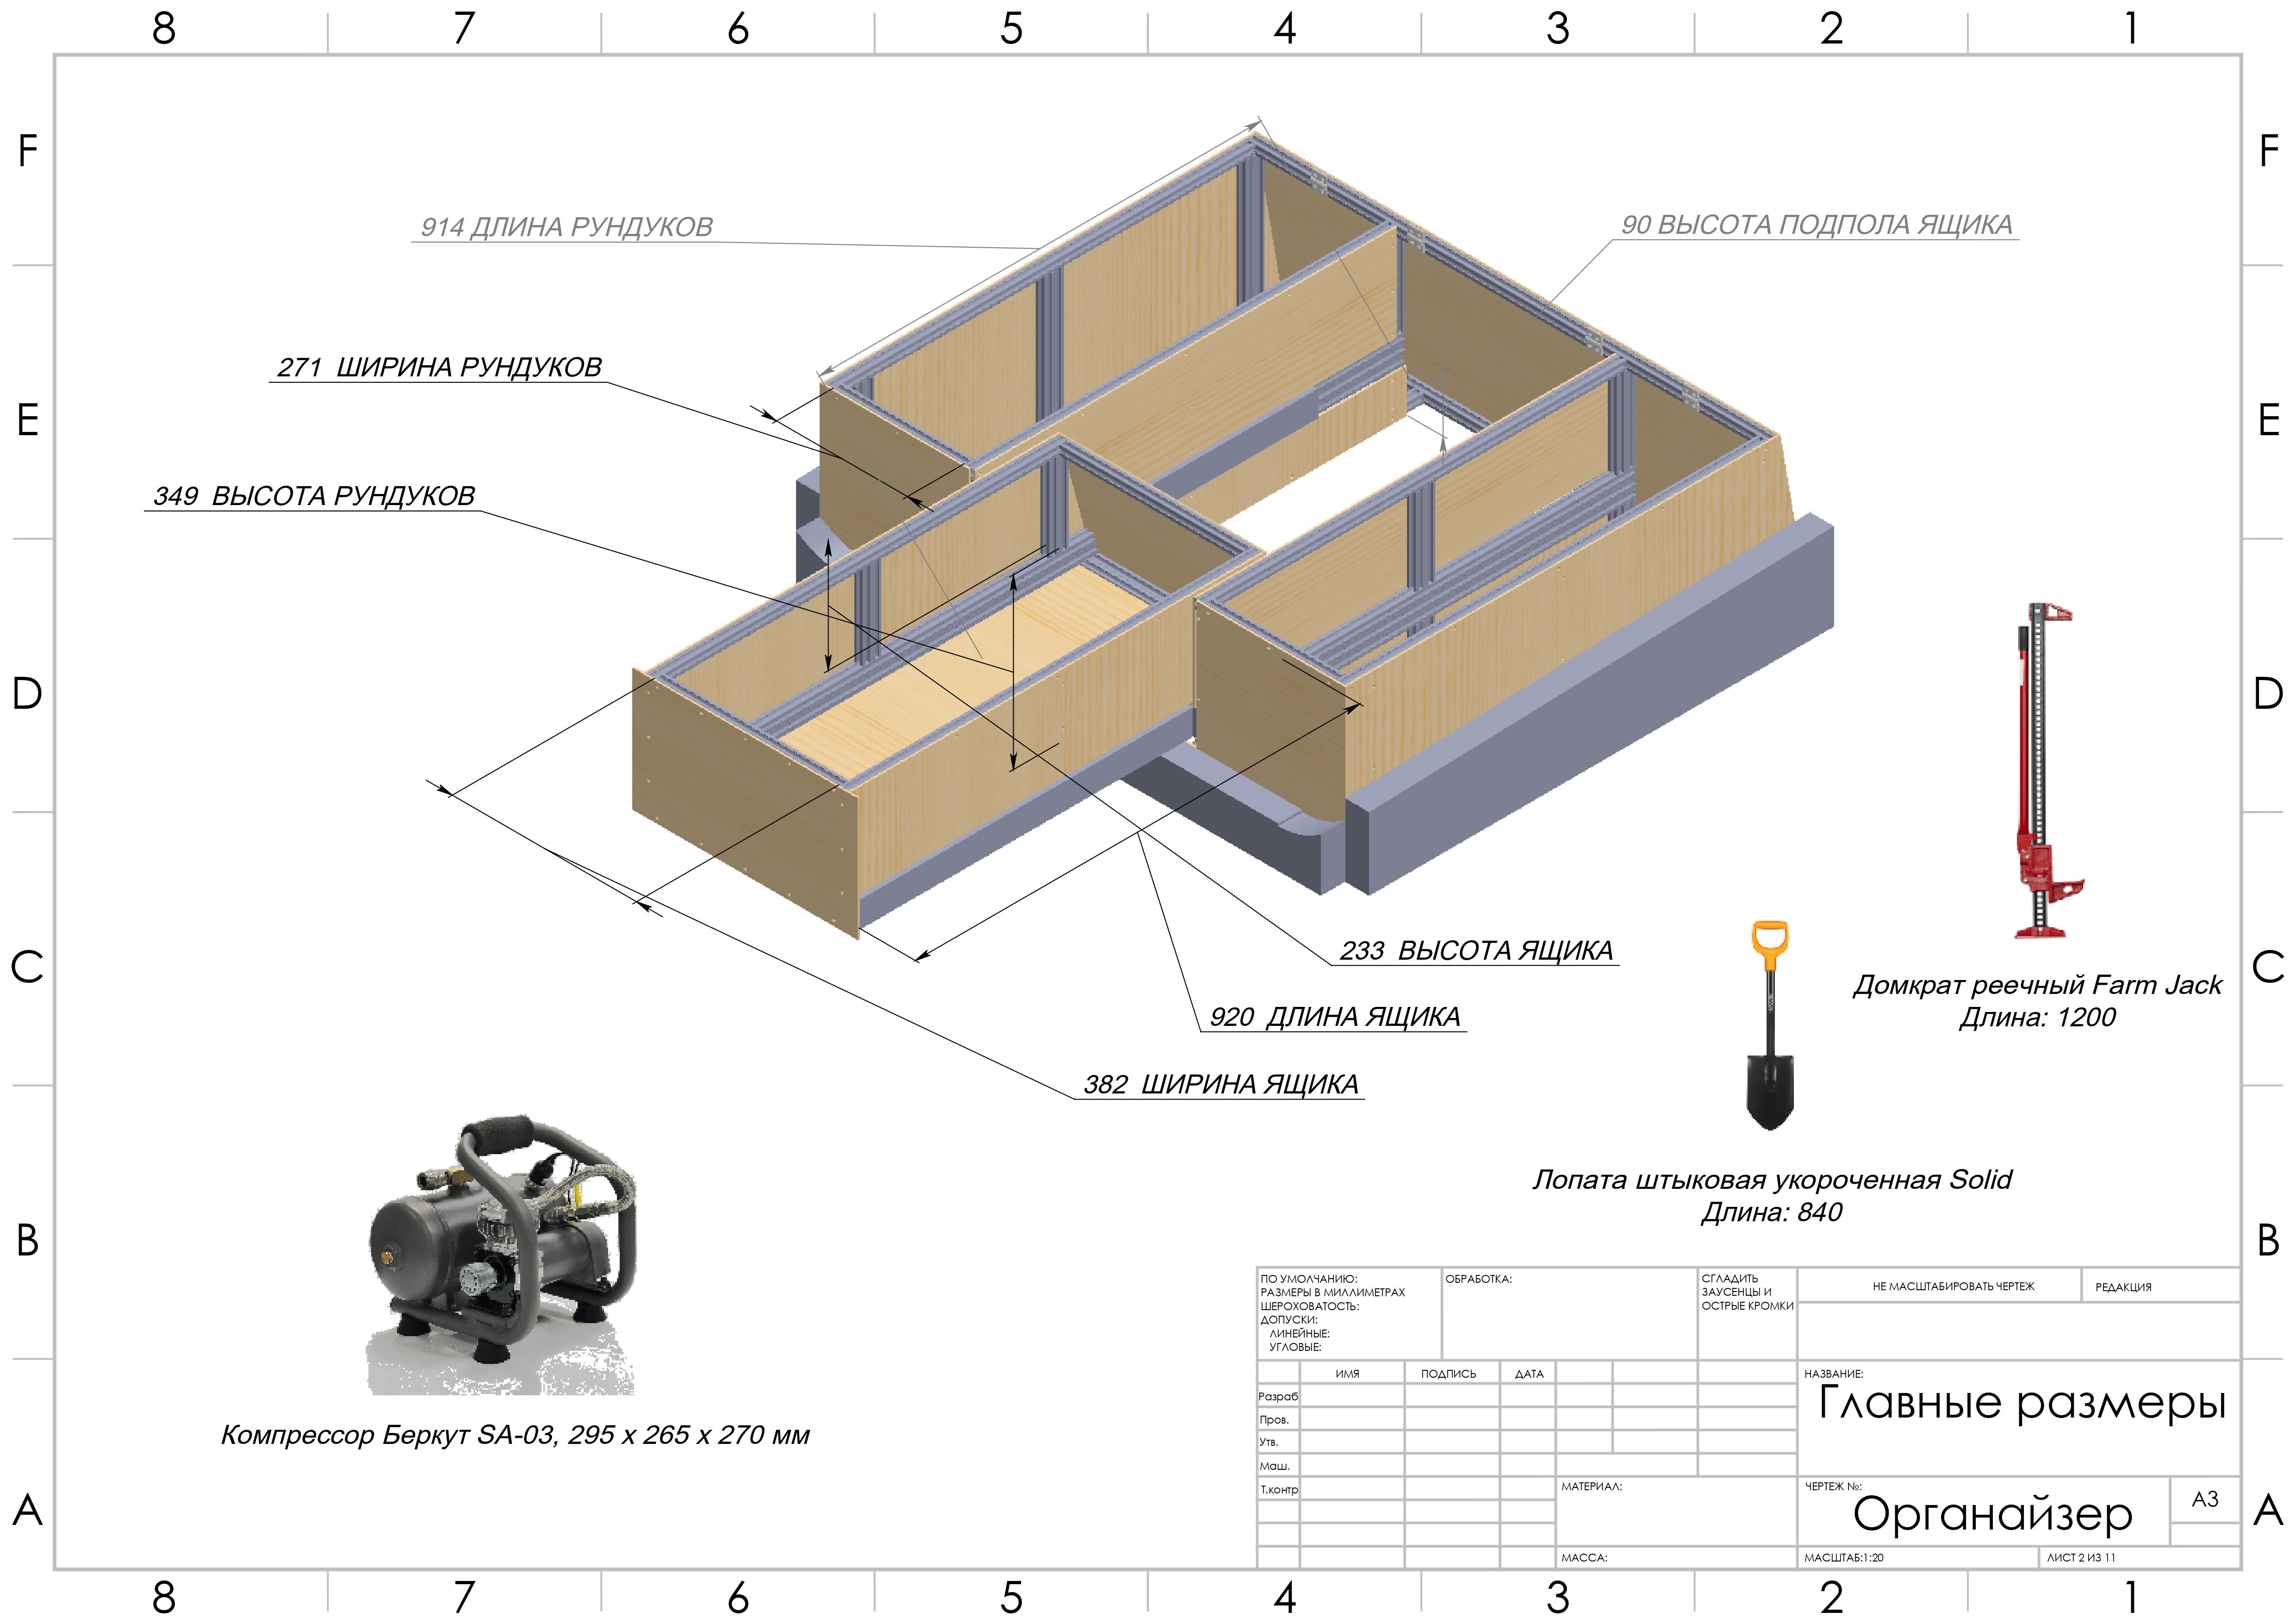 8 7 6 5 4 3 2 1
F F
914 ДЛИНА РУНДУКОВ
90 ВЫСОТА ПОДПОЛА ЯЩИКА
271 ШИРИНА РУНДУКОВ
E E
349 ВЫСОТА РУНДУКОВ
D D
233 ВЫСОТА ЯЩИКА
C C
Домкрат реечный Farm Jack
Длина: 1200
920 ДЛИНА ЯЩИКА
382 ШИРИНА ЯЩИКА
Лопата штыковая укороченная Solid
Длина: 840
B B
Компрессор Беркут SA-03, 295 x 265 x 270 мм
ПО УМОЛЧАНИЮ:
РАЗМЕРЫ В МИЛЛИМЕТРАХ
ШЕРОХОВАТОСТЬ:
ДОПУСКИ:
ЛИНЕЙНЫЕ:
УГЛОВЫЕ:
ОБРАБОТКА:
СГЛАДИТЬ
ЗАУСЕНЦЫ И
ОСТРЫЕ КРОМКИ
НЕ МАСШТАБИРОВАТЬ ЧЕРТЕЖ
РЕДАКЦИЯ
ИМЯ ПОДПИСЬ ДАТА
Разраб
Пров.
Утв.
Маш.
Т.контр
НАЗВАНИЕ:
Главные размеры
МАТЕРИАЛ:
ЧЕРТЕЖ №:
Органайзер
A3
МАССА:
МАСШТАБ:1:20
ЛИСТ 2 ИЗ 11
A A
8 7 6 5 4 3 2 1